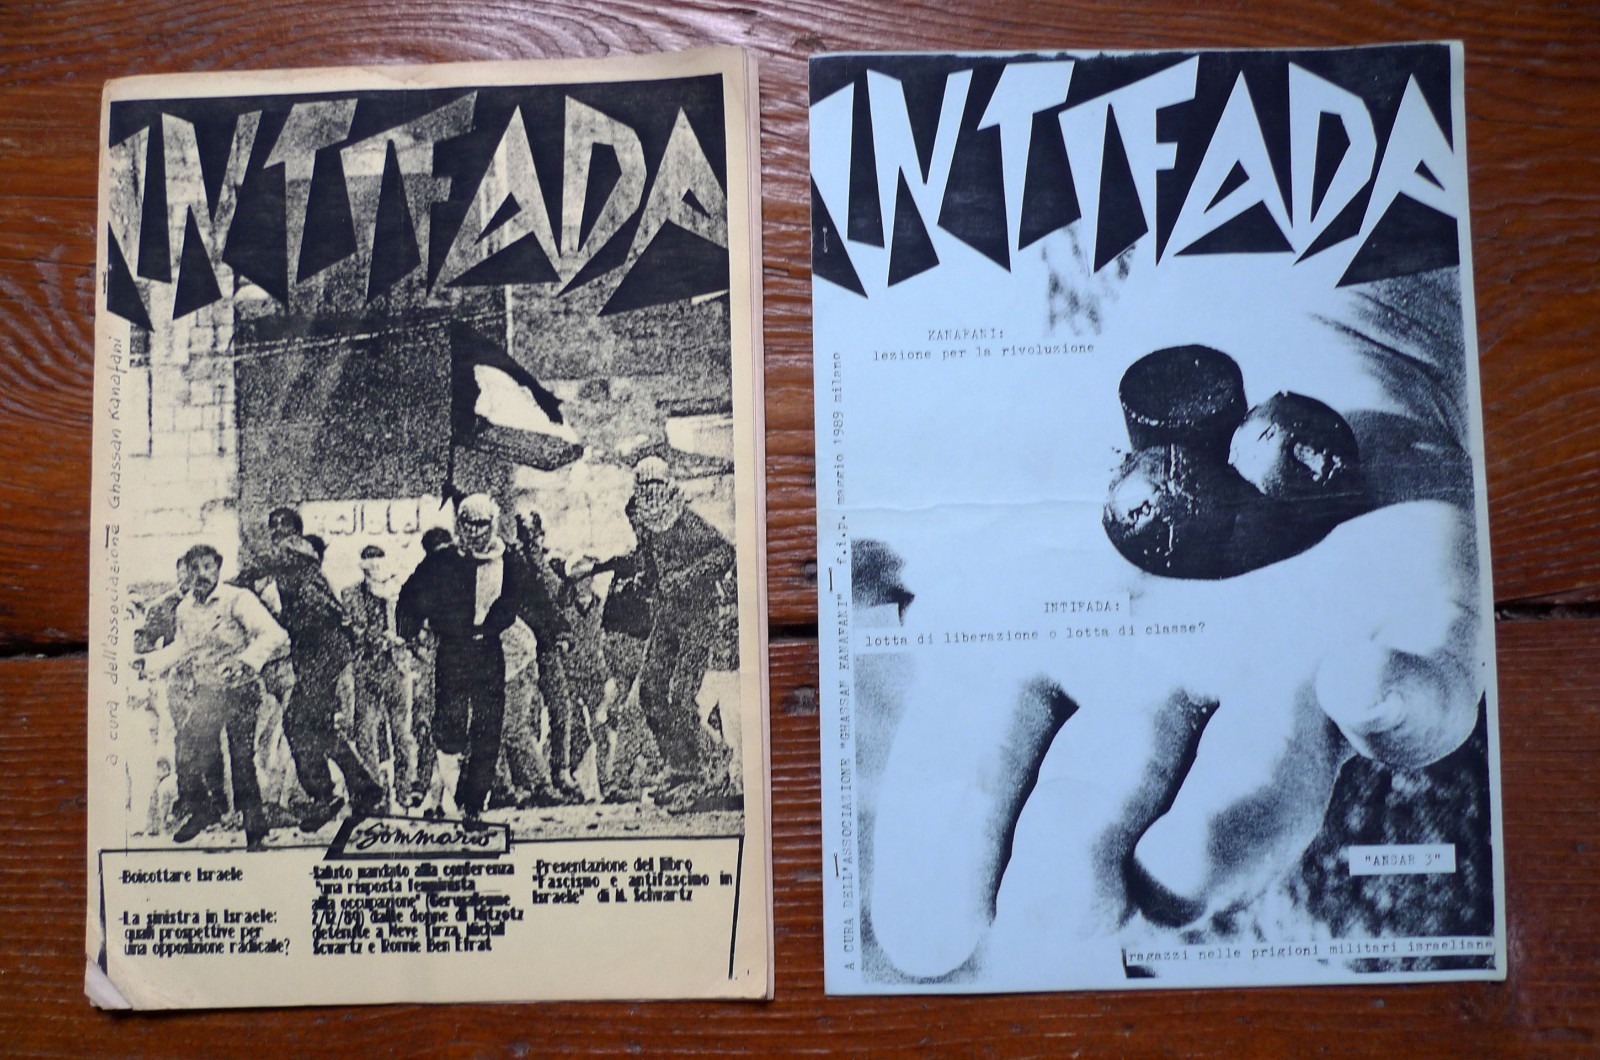 INTIFADA
a cura dell'associazione Ghassan Kanafani
Sommario
-Boicottare Israele
-La sinistra in Israele:
quali prospettive per
una opposizione radicale?
-Saluto mandato alla conferenza
"una risposta femminista
alla occupazione" (Gerusalemme
2/12/89) dalle donne di Nitzotz
detenute a Neve Tirza, Michal
Scvartz e Ronnie Ben Efrat
-Presentazione del libro
"Fascismo e antifascimo in
Israele" di M. Schvartz
INTIFADA
KANAFANI:
lezione per la rivoluzione
INTIFADA:
lotta di liberazione o lotta di classe?
A CURA DELL'ASSOCIAZIONE "GHASSAN KANAFANI" f.i.p. maggio 1989 milano
"ANSAR 3"
ragazzi nelle prigioni militari israeliane